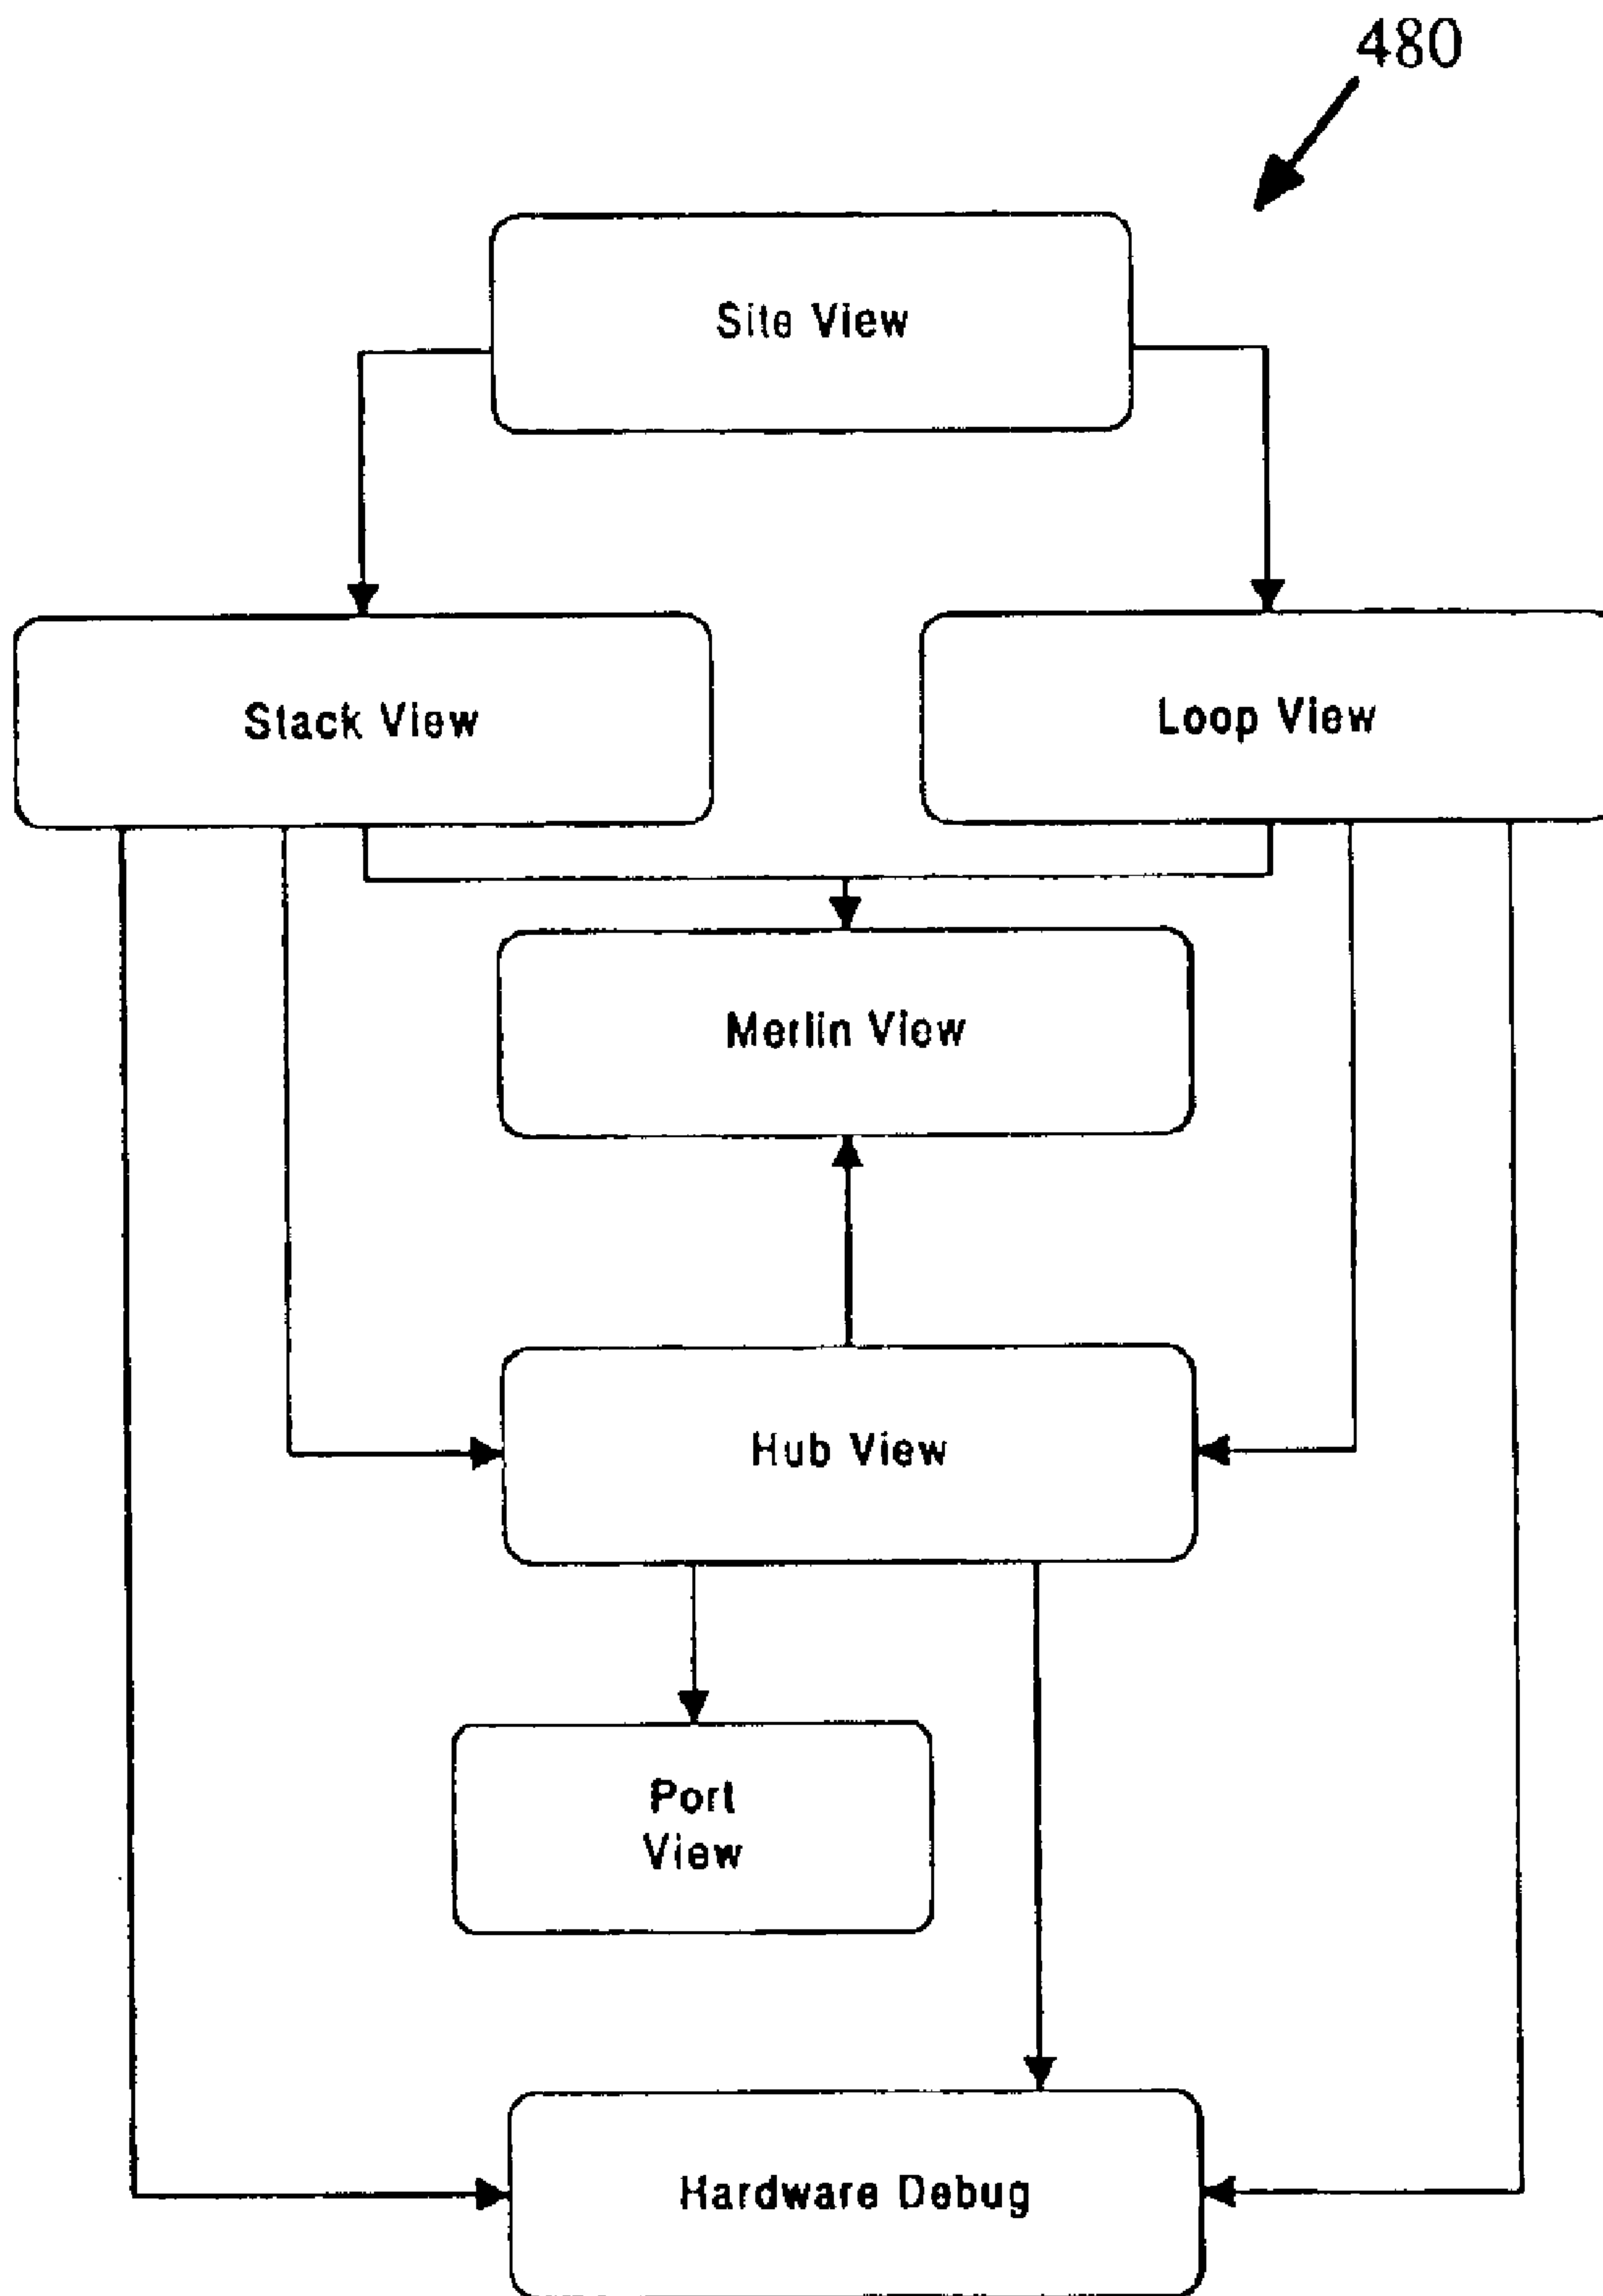 480
Site View
Stack View
Loop View
Merlin View
Hub View
Port
View
Hardware Debug